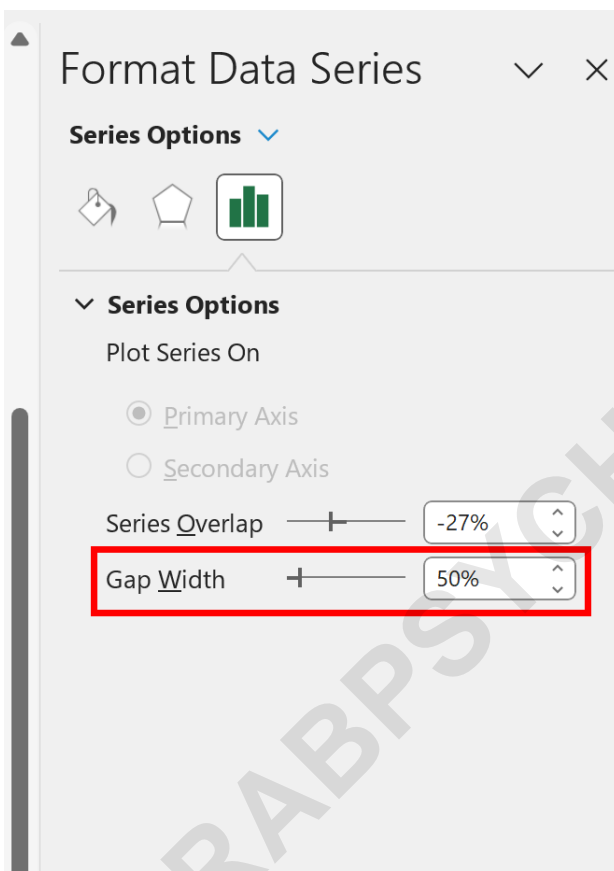 Format Data Series
Series Options
Series Options
Plot Series On
Primary Axis
Secondary Axis
Series Overlap -27%
Gap Width 50%
RABPSYCH